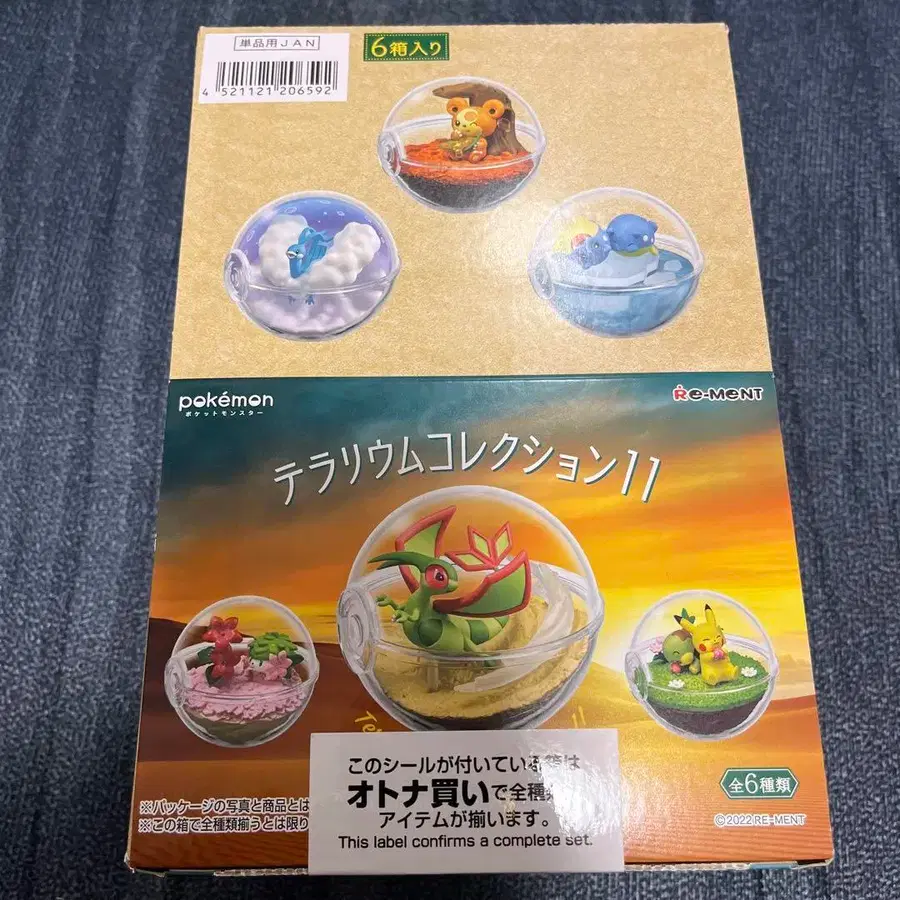 単品用JAN
4 521121 206592
6箱入り
pokémon
ポケットモンスター
Re-MENT
テラリウムコレクション11
このシールが付いている箱は
オトナ買いで全種類
アイテムが揃います。
This label confirms a complete set.
※パッケージの写真と商品とは
※この箱で全種類揃うとは限り
全6種類
©2022 RE-MENT